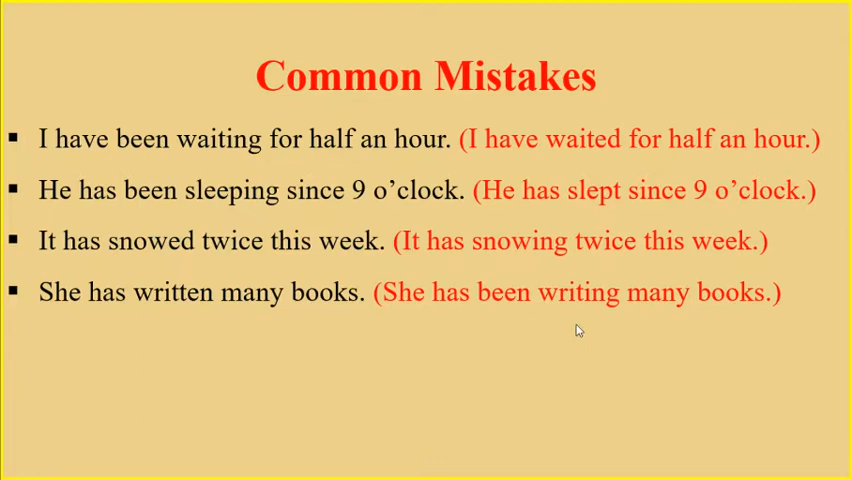 Common Mistakes
▪ I have been waiting for half an hour. (I have waited for half an hour.)
▪ He has been sleeping since 9 o’clock. (He has slept since 9 o’clock.)
▪ It has snowed twice this week. (It has snowing twice this week.)
▪ She has written many books. (She has been writing many books.)